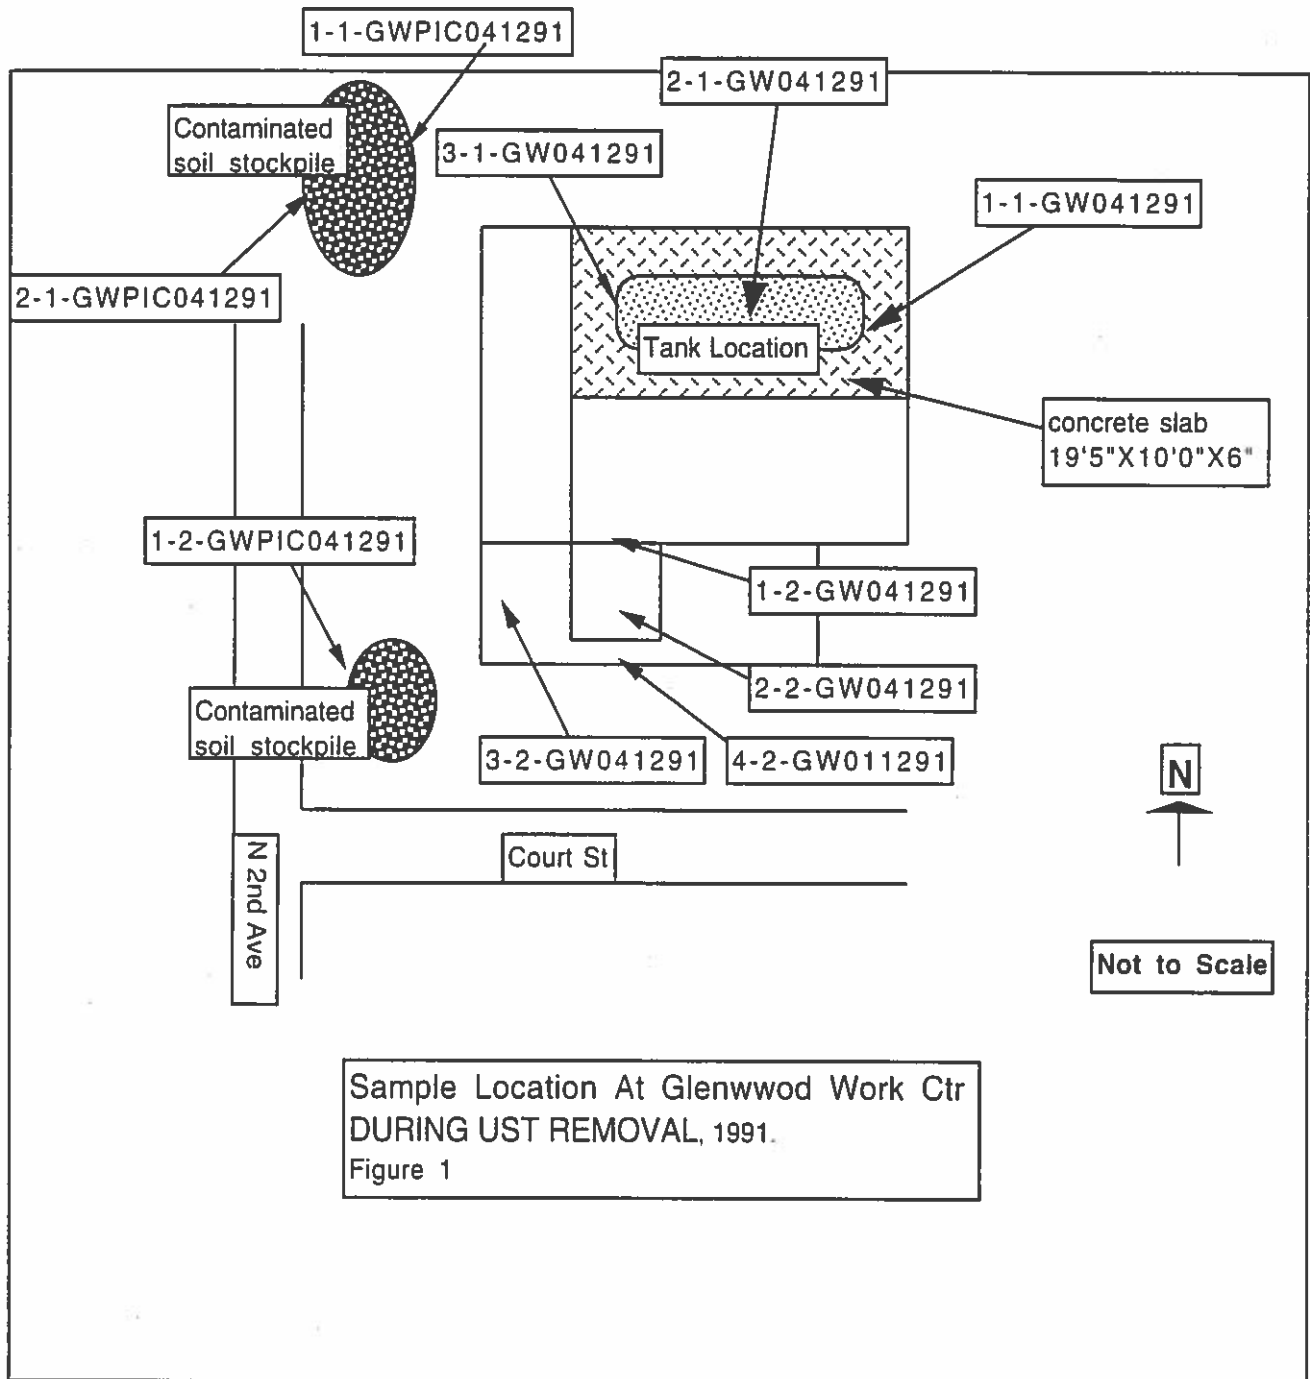 1-1-GWPIC041291
2-1-GW041291
Contaminated
soil stockpile
3-1-GW041291
1-1-GW041291
2-1-GWPIC041291
Tank Location
concrete slab
19'5"X10'0"X6"
1-2-GWPIC041291
1-2-GW041291
2-2-GW041291
Contaminated
soil stockpile
3-2-GW041291
4-2-GW011291
N
Court St
N 2nd Ave
Not to Scale
Sample Location At Glenwwod Work Ctr
DURING UST REMOVAL, 1991.
Figure 1